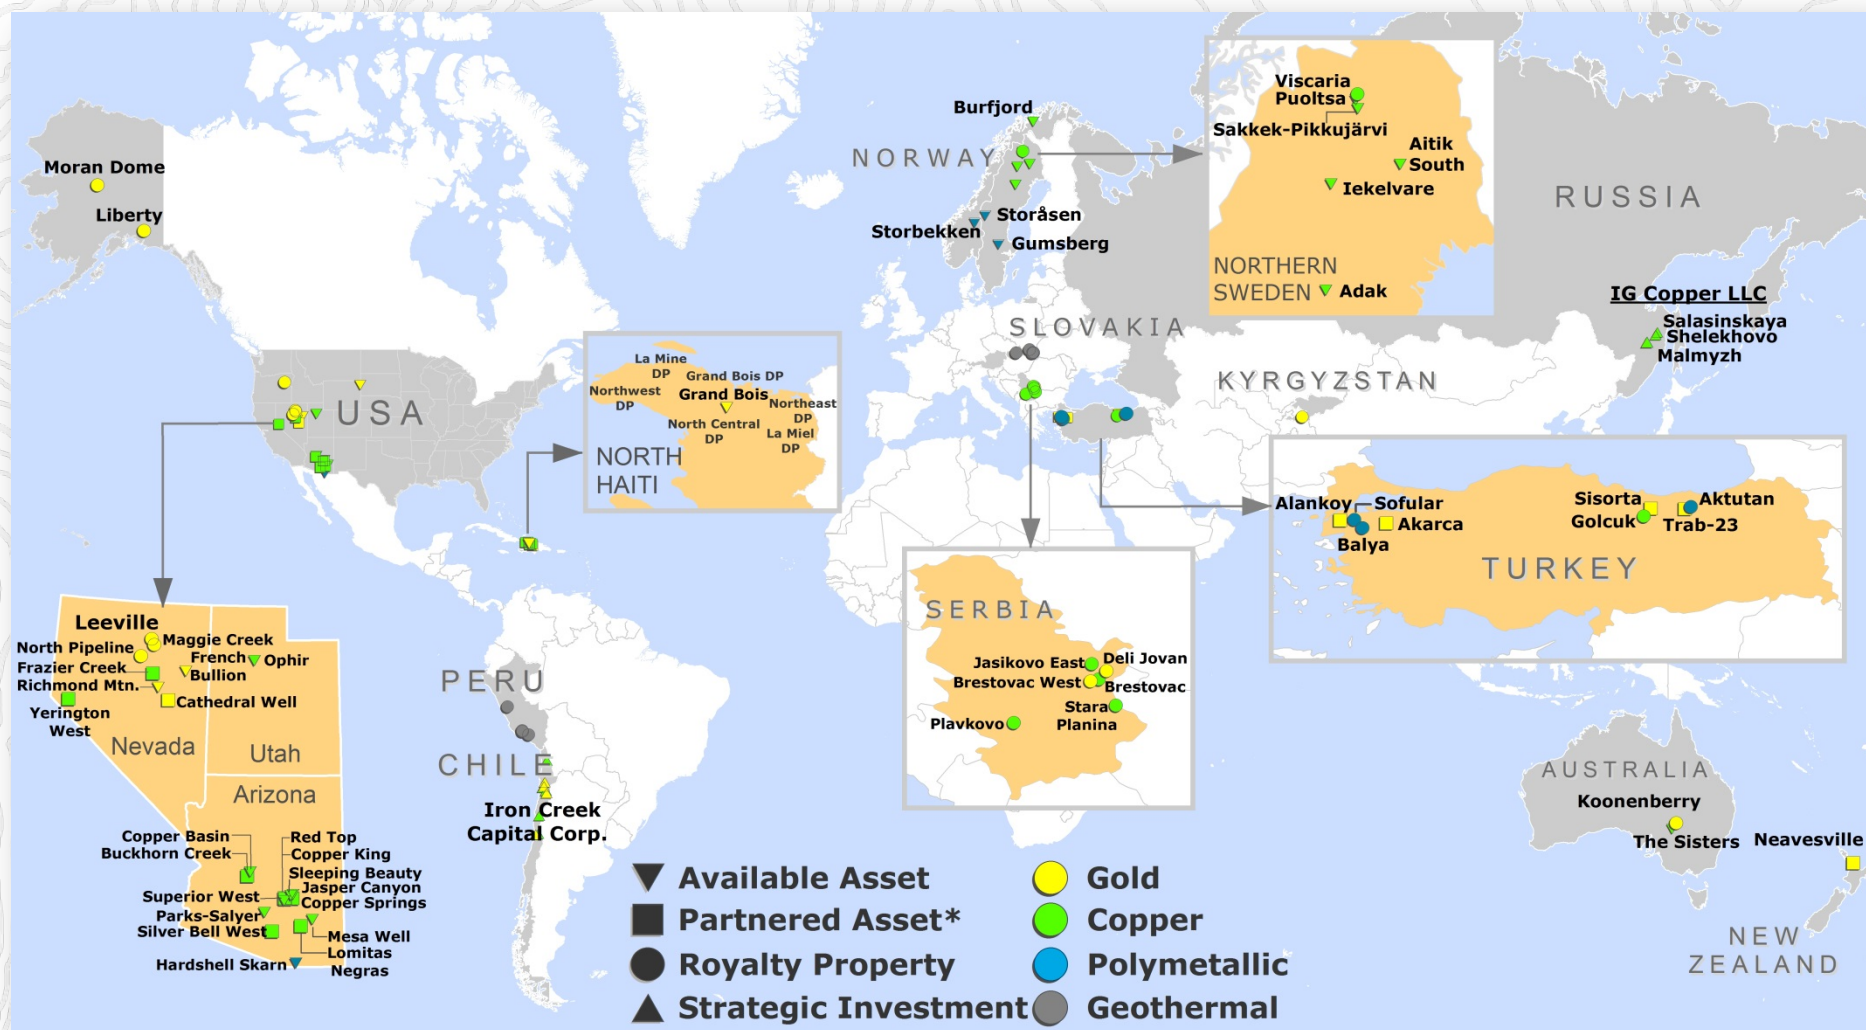 Moran Dome
Liberty
USA
Burfjord
NORWAY
Storåsen
Storbekken
Gumsberg
Viscaria
Puoltsa
Sakkek-Pikkujärvi
Aitik
South
Iekelvare
NORTHERN
SWEDEN
Adak
RUSSIA
IG Copper LLC
Salasinskaya
Shelekhovo
Malmyzh
SLOVAKIA
KYRGYZSTAN
La Mine
DP
Grand Bois DP
Northwest
DP
Grand Bois
Northeast
DP
North Central
DP
La Miel
DP
NORTH
HAITI
Alankoy
Sofular
Akarca
Balya
Sisorta
Golcuk
Aktutan
Trab-23
TURKEY
SERBIA
Jasikovo East
Deli Jovan
Brestovac West
Brestovac
Stara
Planina
Plavkovo
Leeville
North Pipeline
Maggie Creek
Frazier Creek
French
Bullion
Ophir
Richmond Mtn.
Cathedral Well
Yerington
West
Nevada
Utah
Arizona
Copper Basin
Buckhorn Creek
Red Top
Copper King
Sleeping Beauty
Jasper Canyon
Superior West
Copper Springs
Parks-Salyer
Silver Bell West
Mesa Well
Lomitas
Negras
Hardshell Skarn
PERU
CHILE
Iron Creek
Capital Corp.
AUSTRALIA
Koonenberry
The Sisters
Neavesville
NEW
ZEALAND
Available Asset
Partnered Asset*
Royalty Property
Strategic Investment
Gold
Copper
Polymetallic
Geothermal